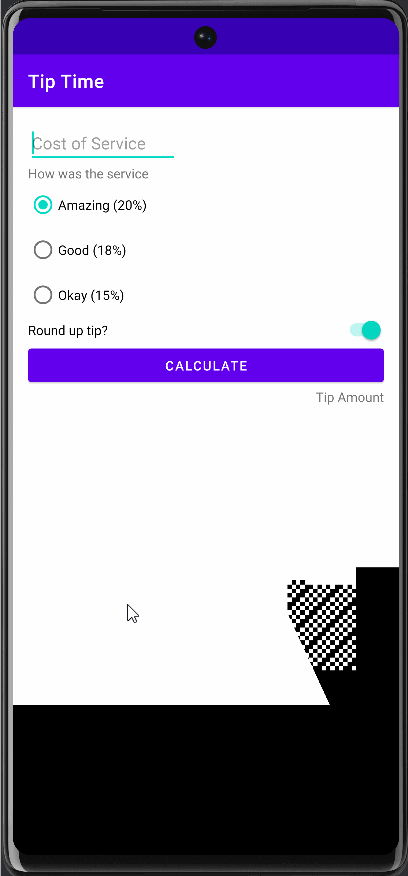 Tip Time
Cost of Service
How was the service
Amazing (20%)
Good (18%)
Okay (15%)
Round up tip?
CALCULATE
Tip Amount